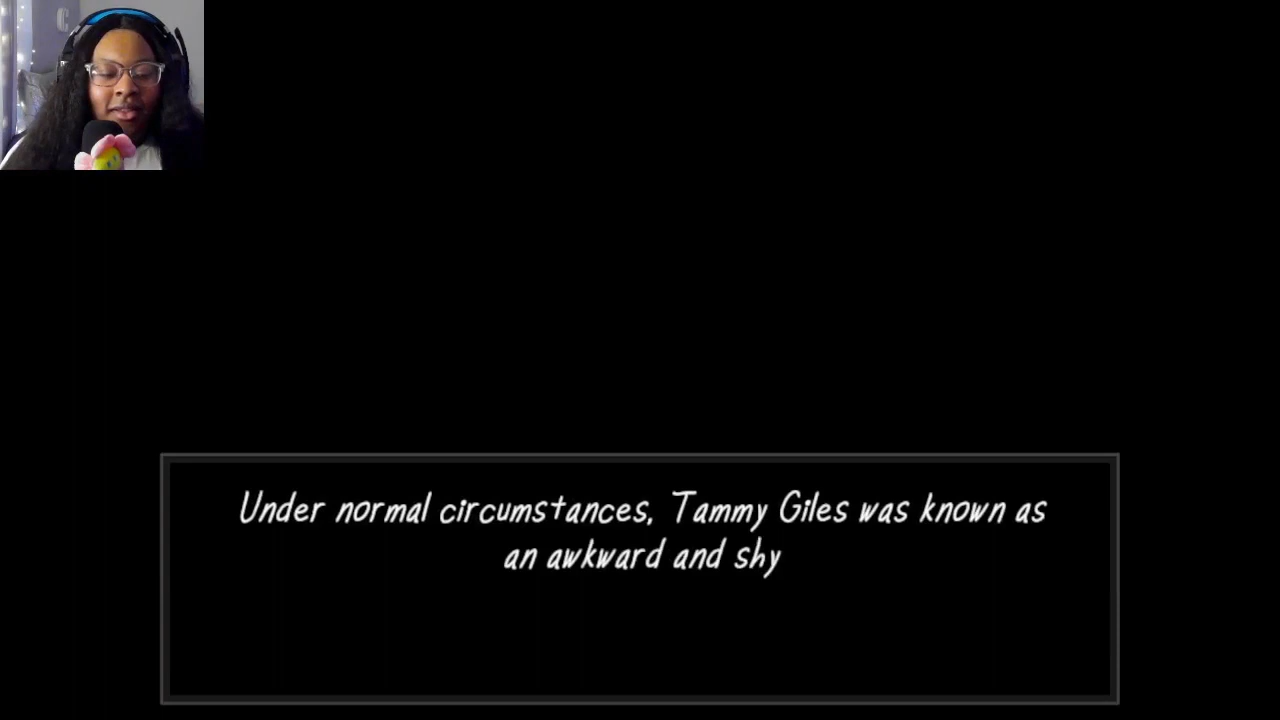 Under normal circumstances, Tammy Giles was known as
an awkward and shy